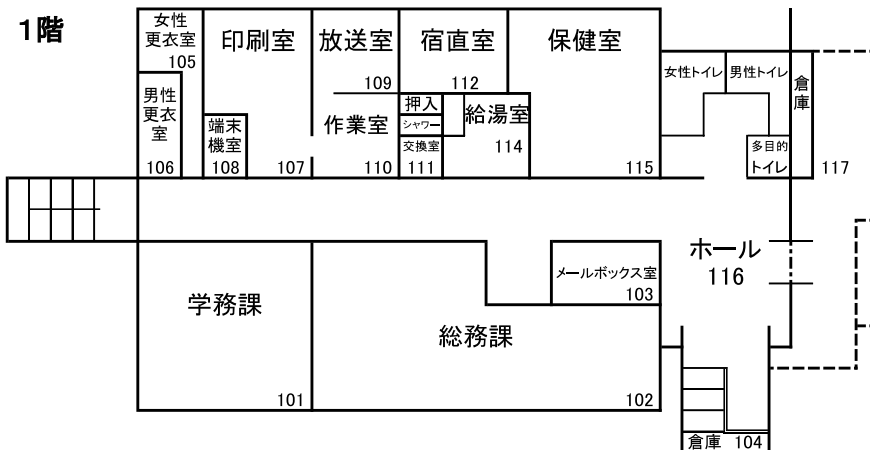 1階
女性
更衣室
105
印刷室
放送室
109
宿直室
112
保健室
女性トイレ
男性トイレ
倉庫
男性
更衣室
106
端末
機室
108
107
作業室
110
押入
シャワー
交換室
111
給湯室
114
115
多目的
トイレ
117
学務課
101
総務課
102
メールボックス室
103
ホール
116
倉庫 104